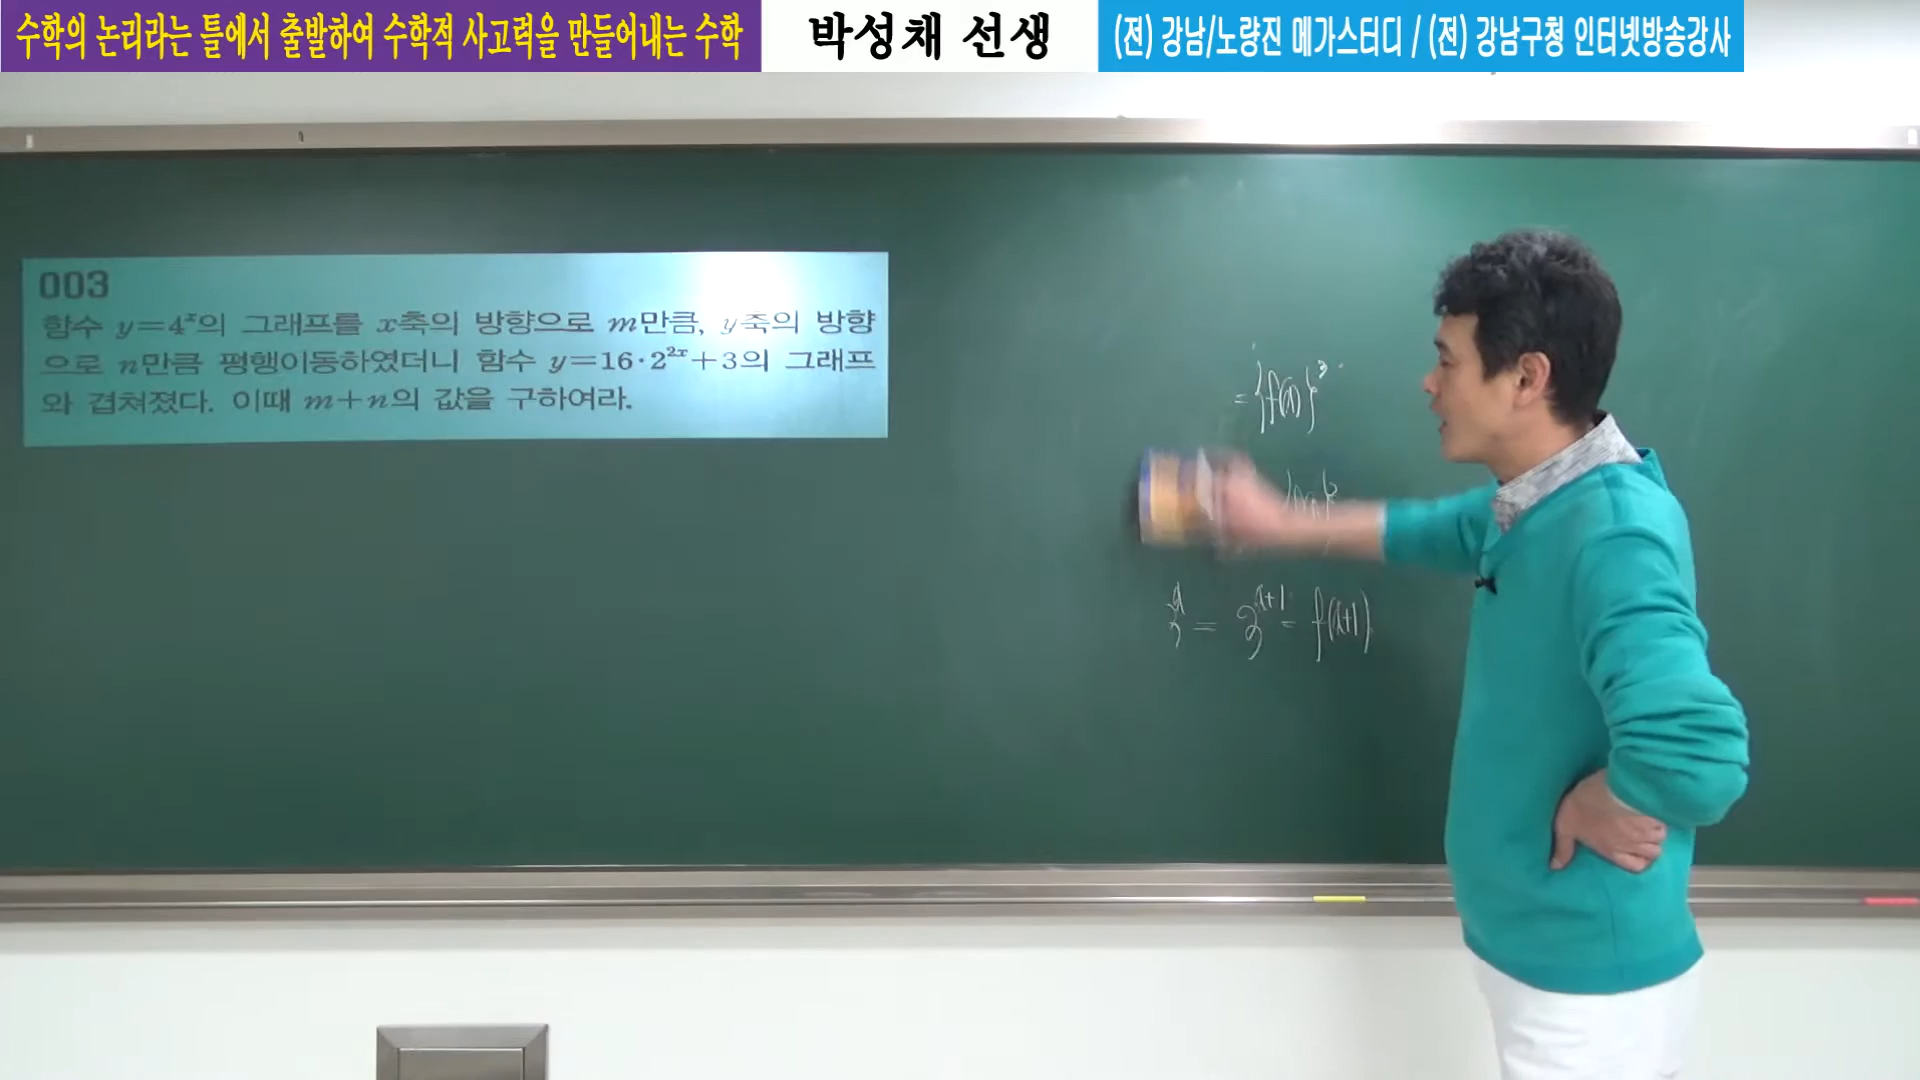 수학의 논리라는 틀에서 출발하여 수학적 사고력을 만들어내는 수학
박성채 선생
(전) 강남/노량진 메가스터디 / (전) 강남구청 인터넷방송강사
003
함수 y=4ˣ의 그래프를 x축의 방향으로 m만큼, y축의 방향
으로 n만큼 평행이동하였더니 함수 y=16·2²ˣ+3의 그래프
와 겹쳐졌다. 이때 m+n의 값을 구하여라.
={f(a)}³
= 3ᵃ⁺¹ = f(a+1)